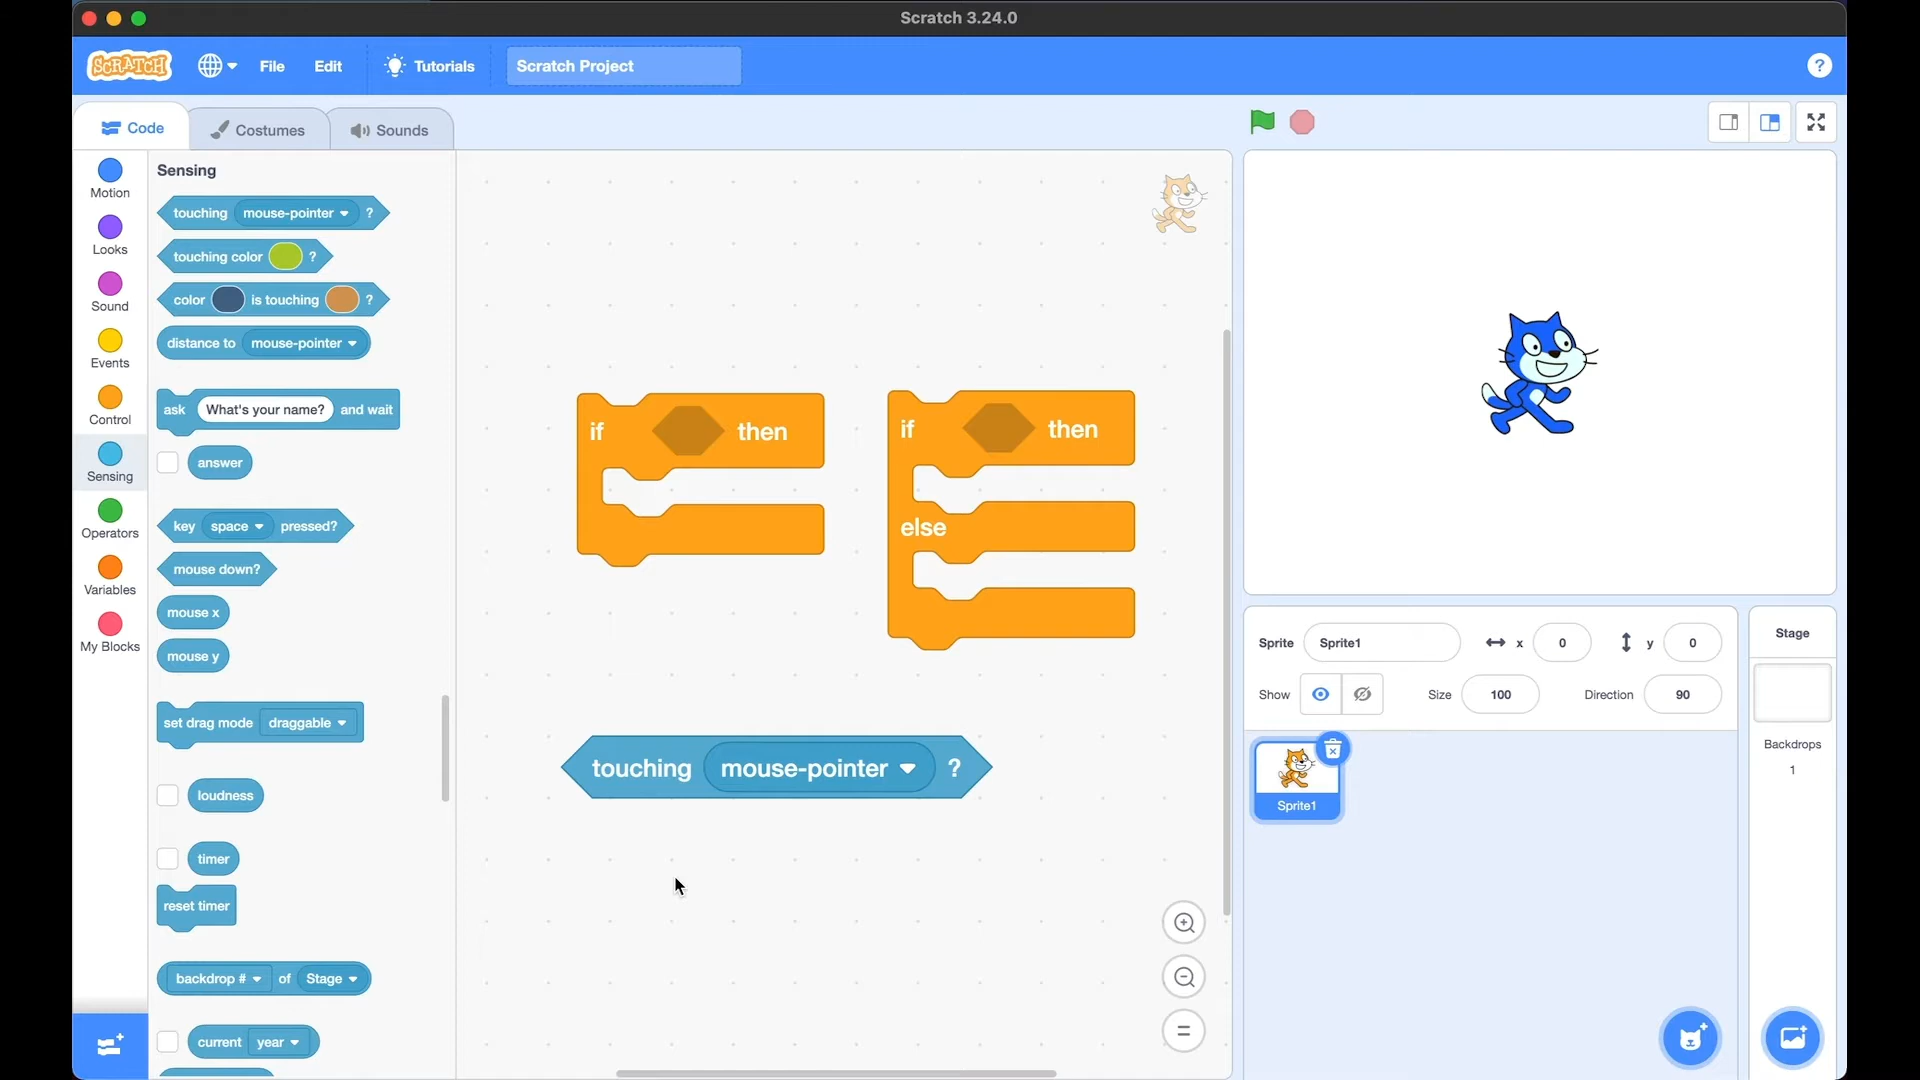 Scratch 3.24.0
SCRATCH File Edit Tutorials Scratch Project ?
Code Costumes Sounds
Motion
Looks
Sound
Events
Control
Sensing
Operators
Variables
My Blocks
Sensing
touching mouse-pointer ?
touching color ?
color is touching ?
distance to mouse-pointer
ask What's your name? and wait
answer
key space pressed?
mouse down?
mouse x
mouse y
set drag mode draggable
loudness
timer
reset timer
backdrop # of Stage
current year
if then
if then
else
touching mouse-pointer ?
Sprite Sprite1 x 0 y 0
Show Size 100 Direction 90
Sprite1
Stage
Backdrops
1